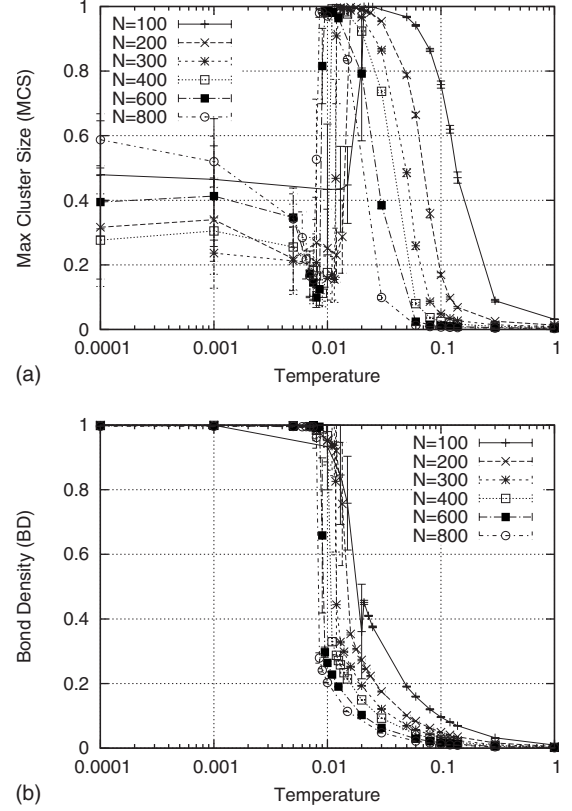 1
0.8
0.6
0.4
0.2
0
Max Cluster Size (MCS)
N=100
N=200
N=300
N=400
N=600
N=800
0.0001 0.001 0.01 0.1 1
(a) Temperature
1
0.8
0.6
0.4
0.2
0
Bond Density (BD)
N=100
N=200
N=300
N=400
N=600
N=800
0.0001 0.001 0.01 0.1 1
(b) Temperature